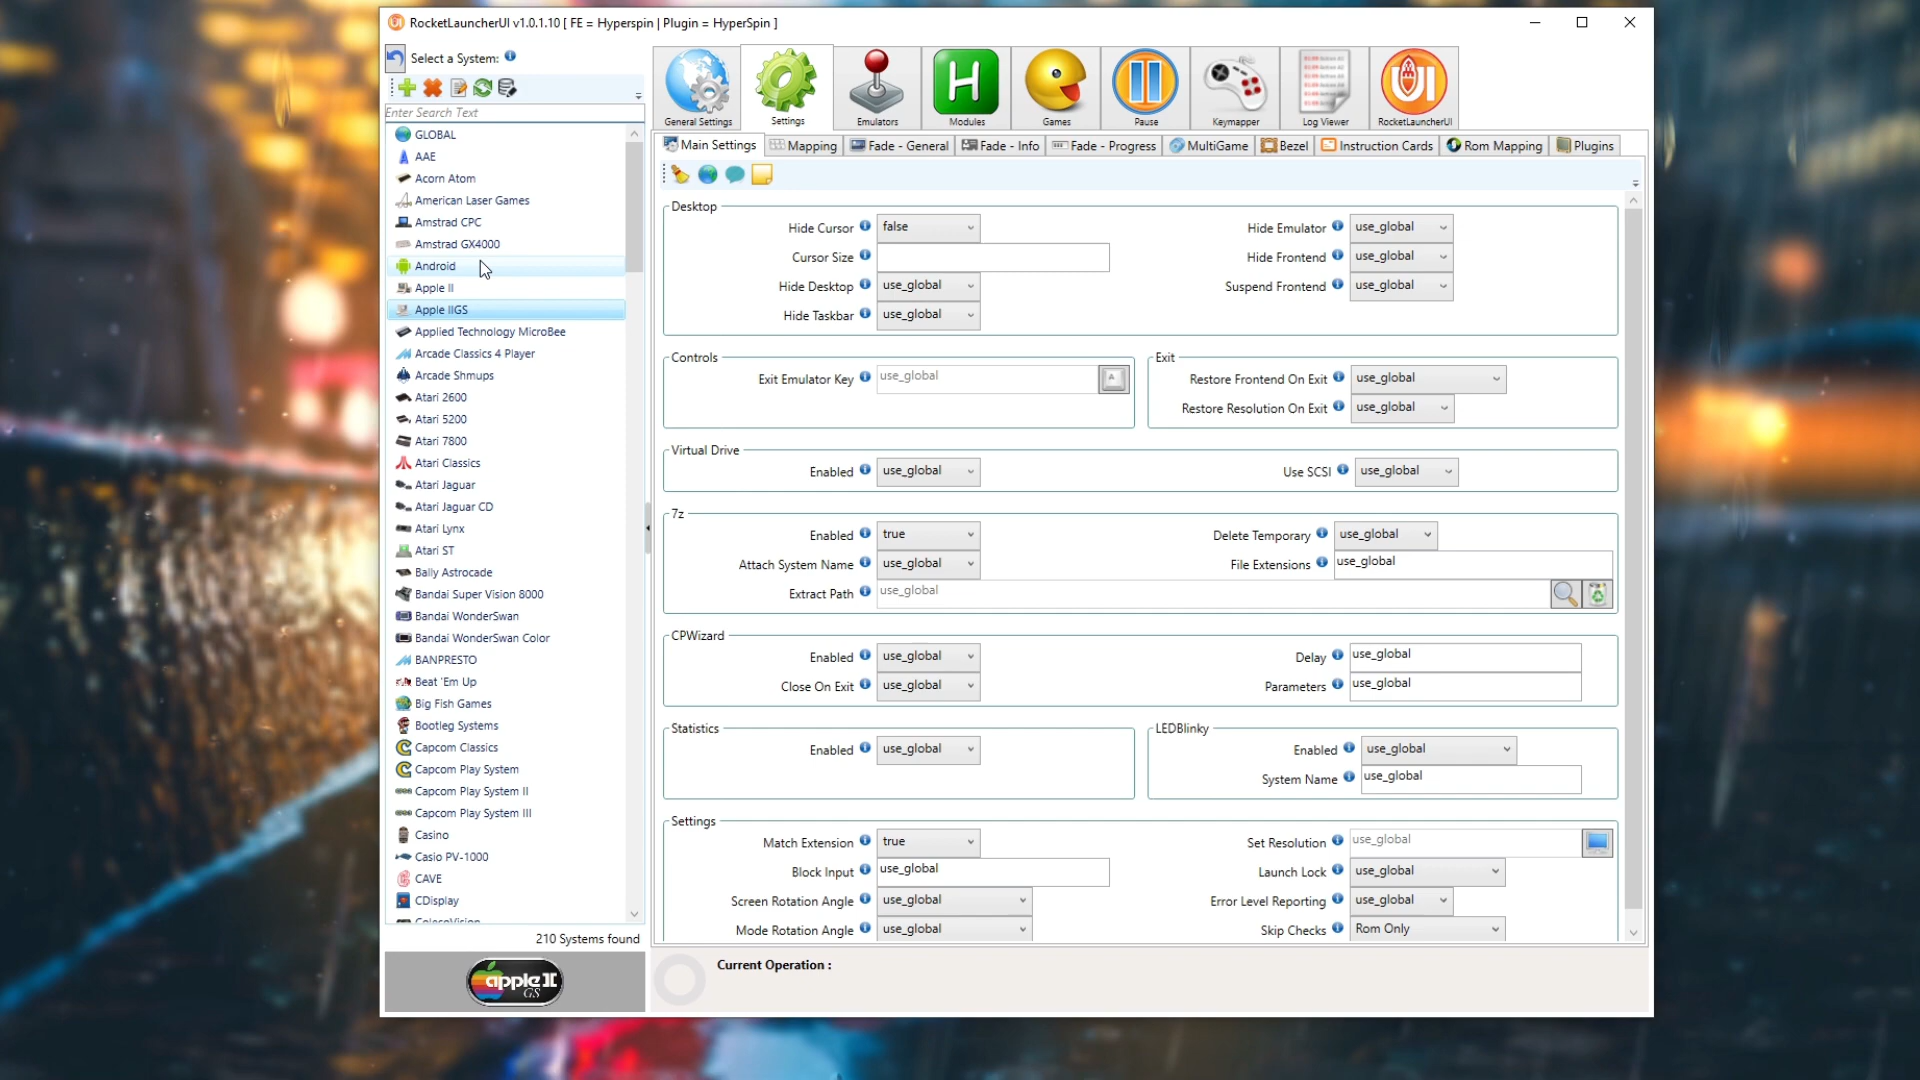 RocketLauncherUI v1.0.1.10 [ FE = Hyperspin | Plugin = HyperSpin ]
Select a System:
Enter Search Text
GLOBAL
AAE
Acorn Atom
American Laser Games
Amstrad CPC
Amstrad GX4000
Android
Apple II
Apple IIGS
Applied Technology MicroBee
Arcade Classics 4 Player
Arcade Shmups
Atari 2600
Atari 5200
Atari 7800
Atari Classics
Atari Jaguar
Atari Jaguar CD
Atari Lynx
Atari ST
Bally Astrocade
Bandai Super Vision 8000
Bandai WonderSwan
Bandai WonderSwan Color
BANPRESTO
Beat 'Em Up
Big Fish Games
Bootleg Systems
Capcom Classics
Capcom Play System
Capcom Play System II
Capcom Play System III
Casino
Casio PV-1000
CAVE
CDisplay
210 Systems found
apple II
GS
General Settings
Settings
Emulators
Modules
Games
Pause
Keymapper
Log Viewer
RocketLauncherUI
Main Settings
Mapping
Fade - General
Fade - Info
Fade - Progress
MultiGame
Bezel
Instruction Cards
Rom Mapping
Plugins
Desktop
Hide Cursor false
Hide Emulator use_global
Cursor Size
Hide Frontend use_global
Hide Desktop use_global
Suspend Frontend use_global
Hide Taskbar use_global
Controls
Exit Emulator Key use_global
Exit
Restore Frontend On Exit use_global
Restore Resolution On Exit use_global
Virtual Drive
Enabled use_global
Use SCSI use_global
7z
Enabled true
Delete Temporary use_global
Attach System Name use_global
File Extensions use_global
Extract Path use_global
CPWizard
Enabled use_global
Delay use_global
Close On Exit use_global
Parameters use_global
Statistics
Enabled use_global
LEDBlinky
Enabled use_global
System Name use_global
Settings
Match Extension true
Set Resolution use_global
Block Input use_global
Launch Lock use_global
Screen Rotation Angle use_global
Error Level Reporting use_global
Mode Rotation Angle use_global
Skip Checks Rom Only
Current Operation :